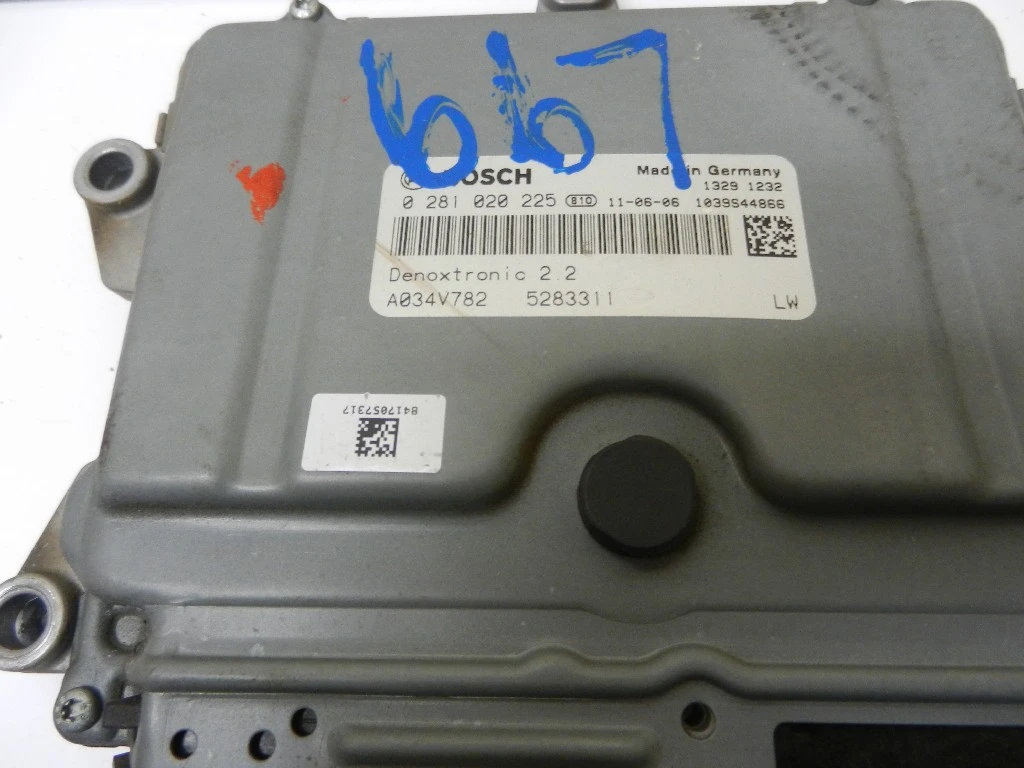 667
BOSCH
Made in Germany
1329 1232
0 281 020 225 810 11-06-06 1039S44866
Denoxtronic 2.2
A034V782 5283311 LW
8417057317